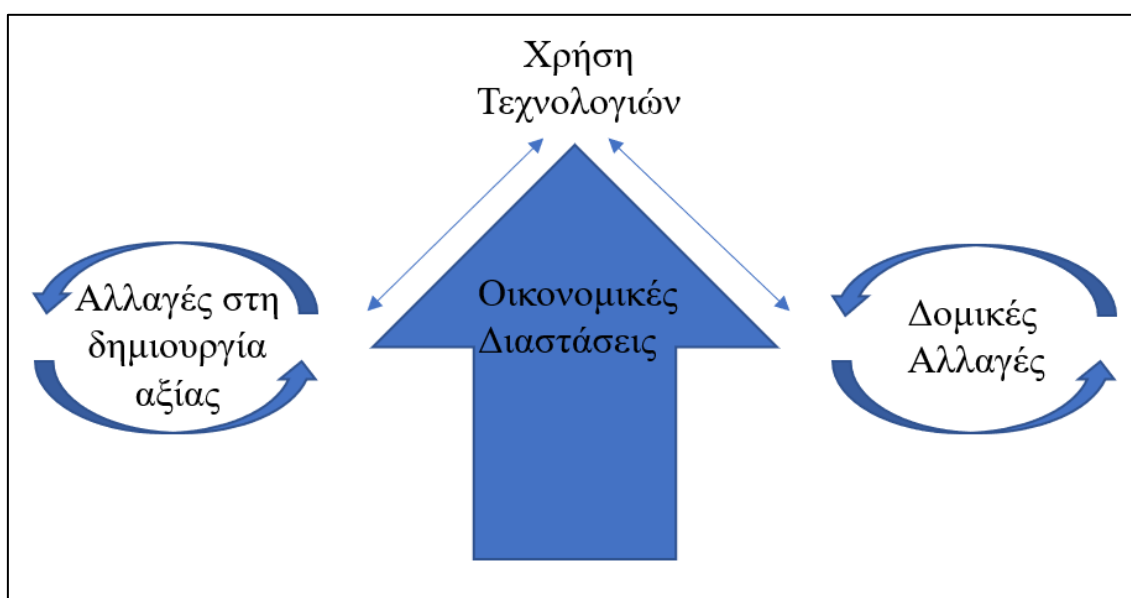 Χρήση
Τεχνολογιών
Αλλαγές στη
δημιουργία
αξίας
Οικονομικές
Διαστάσεις
Δομικές
Αλλαγές